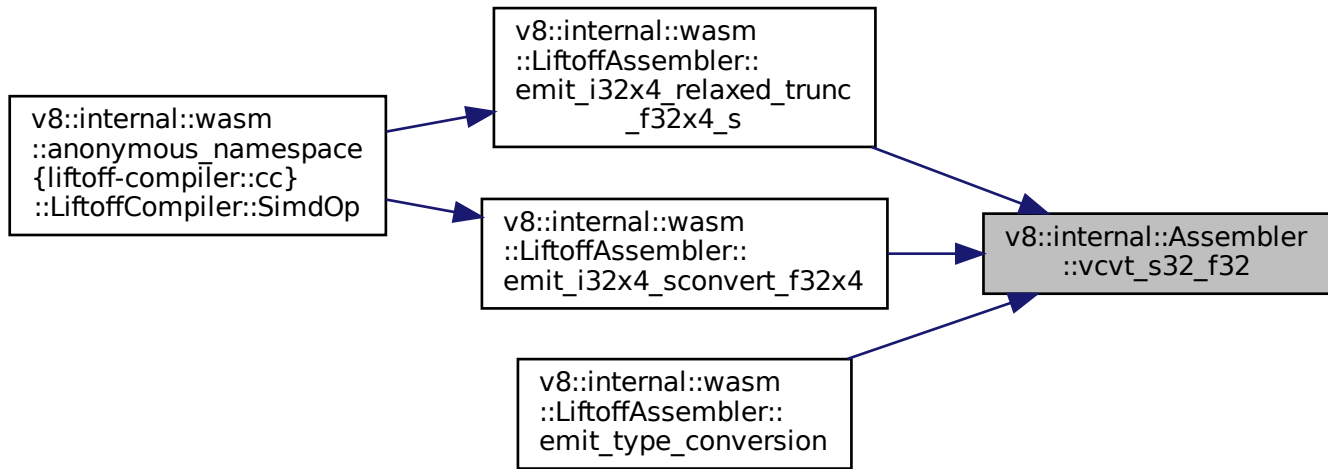 v8::internal::wasm
::anonymous_namespace
{liftoff-compiler::cc}
::LiftoffCompiler::SimdOp
v8::internal::wasm
::LiftoffAssembler::
emit_i32x4_relaxed_trunc
_f32x4_s
v8::internal::wasm
::LiftoffAssembler::
emit_i32x4_sconvert_f32x4
v8::internal::wasm
::LiftoffAssembler::
emit_type_conversion
v8::internal::Assembler
::vcvt_s32_f32